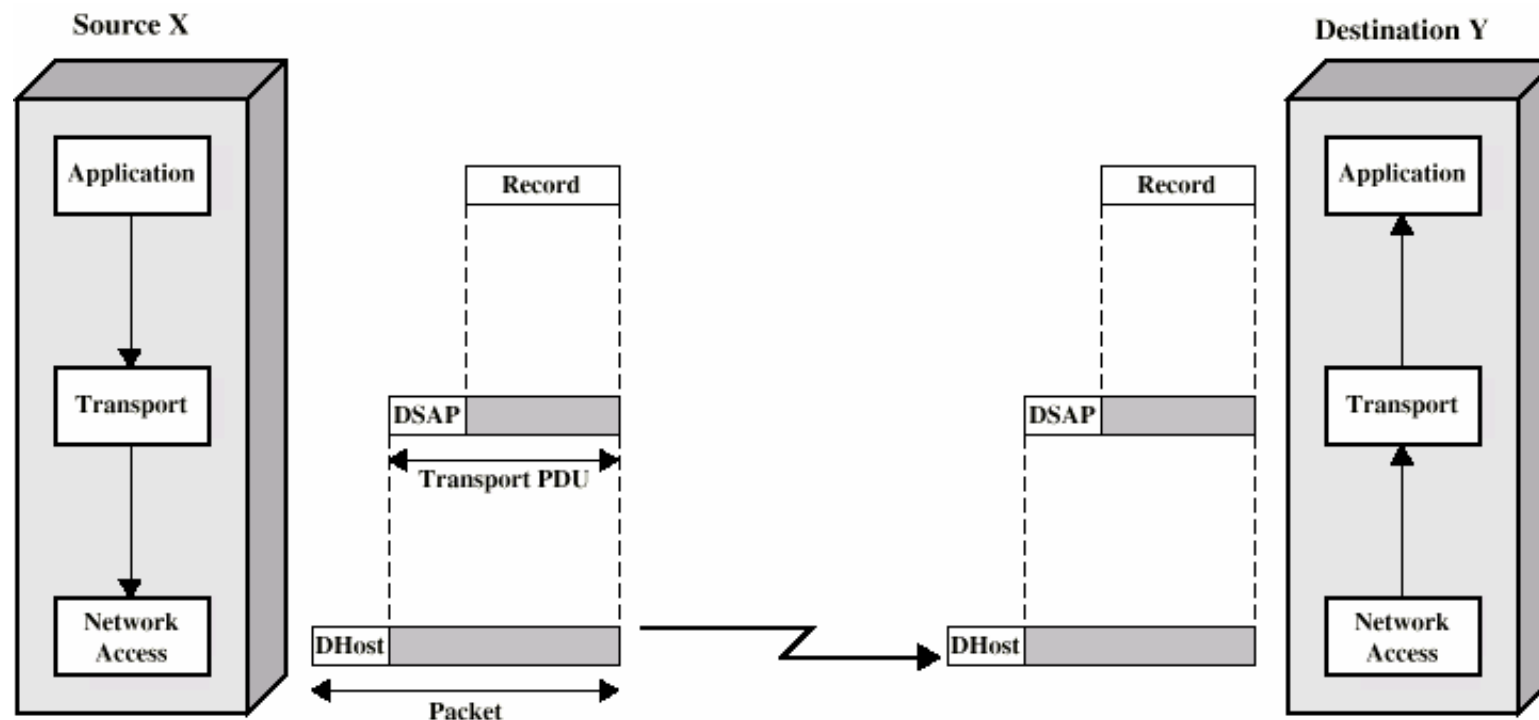 Source X
Application
Transport
Network
Access
Record
DSAP
Transport PDU
DHost
Packet
Record
DSAP
DHost
Destination Y
Application
Transport
Network
Access